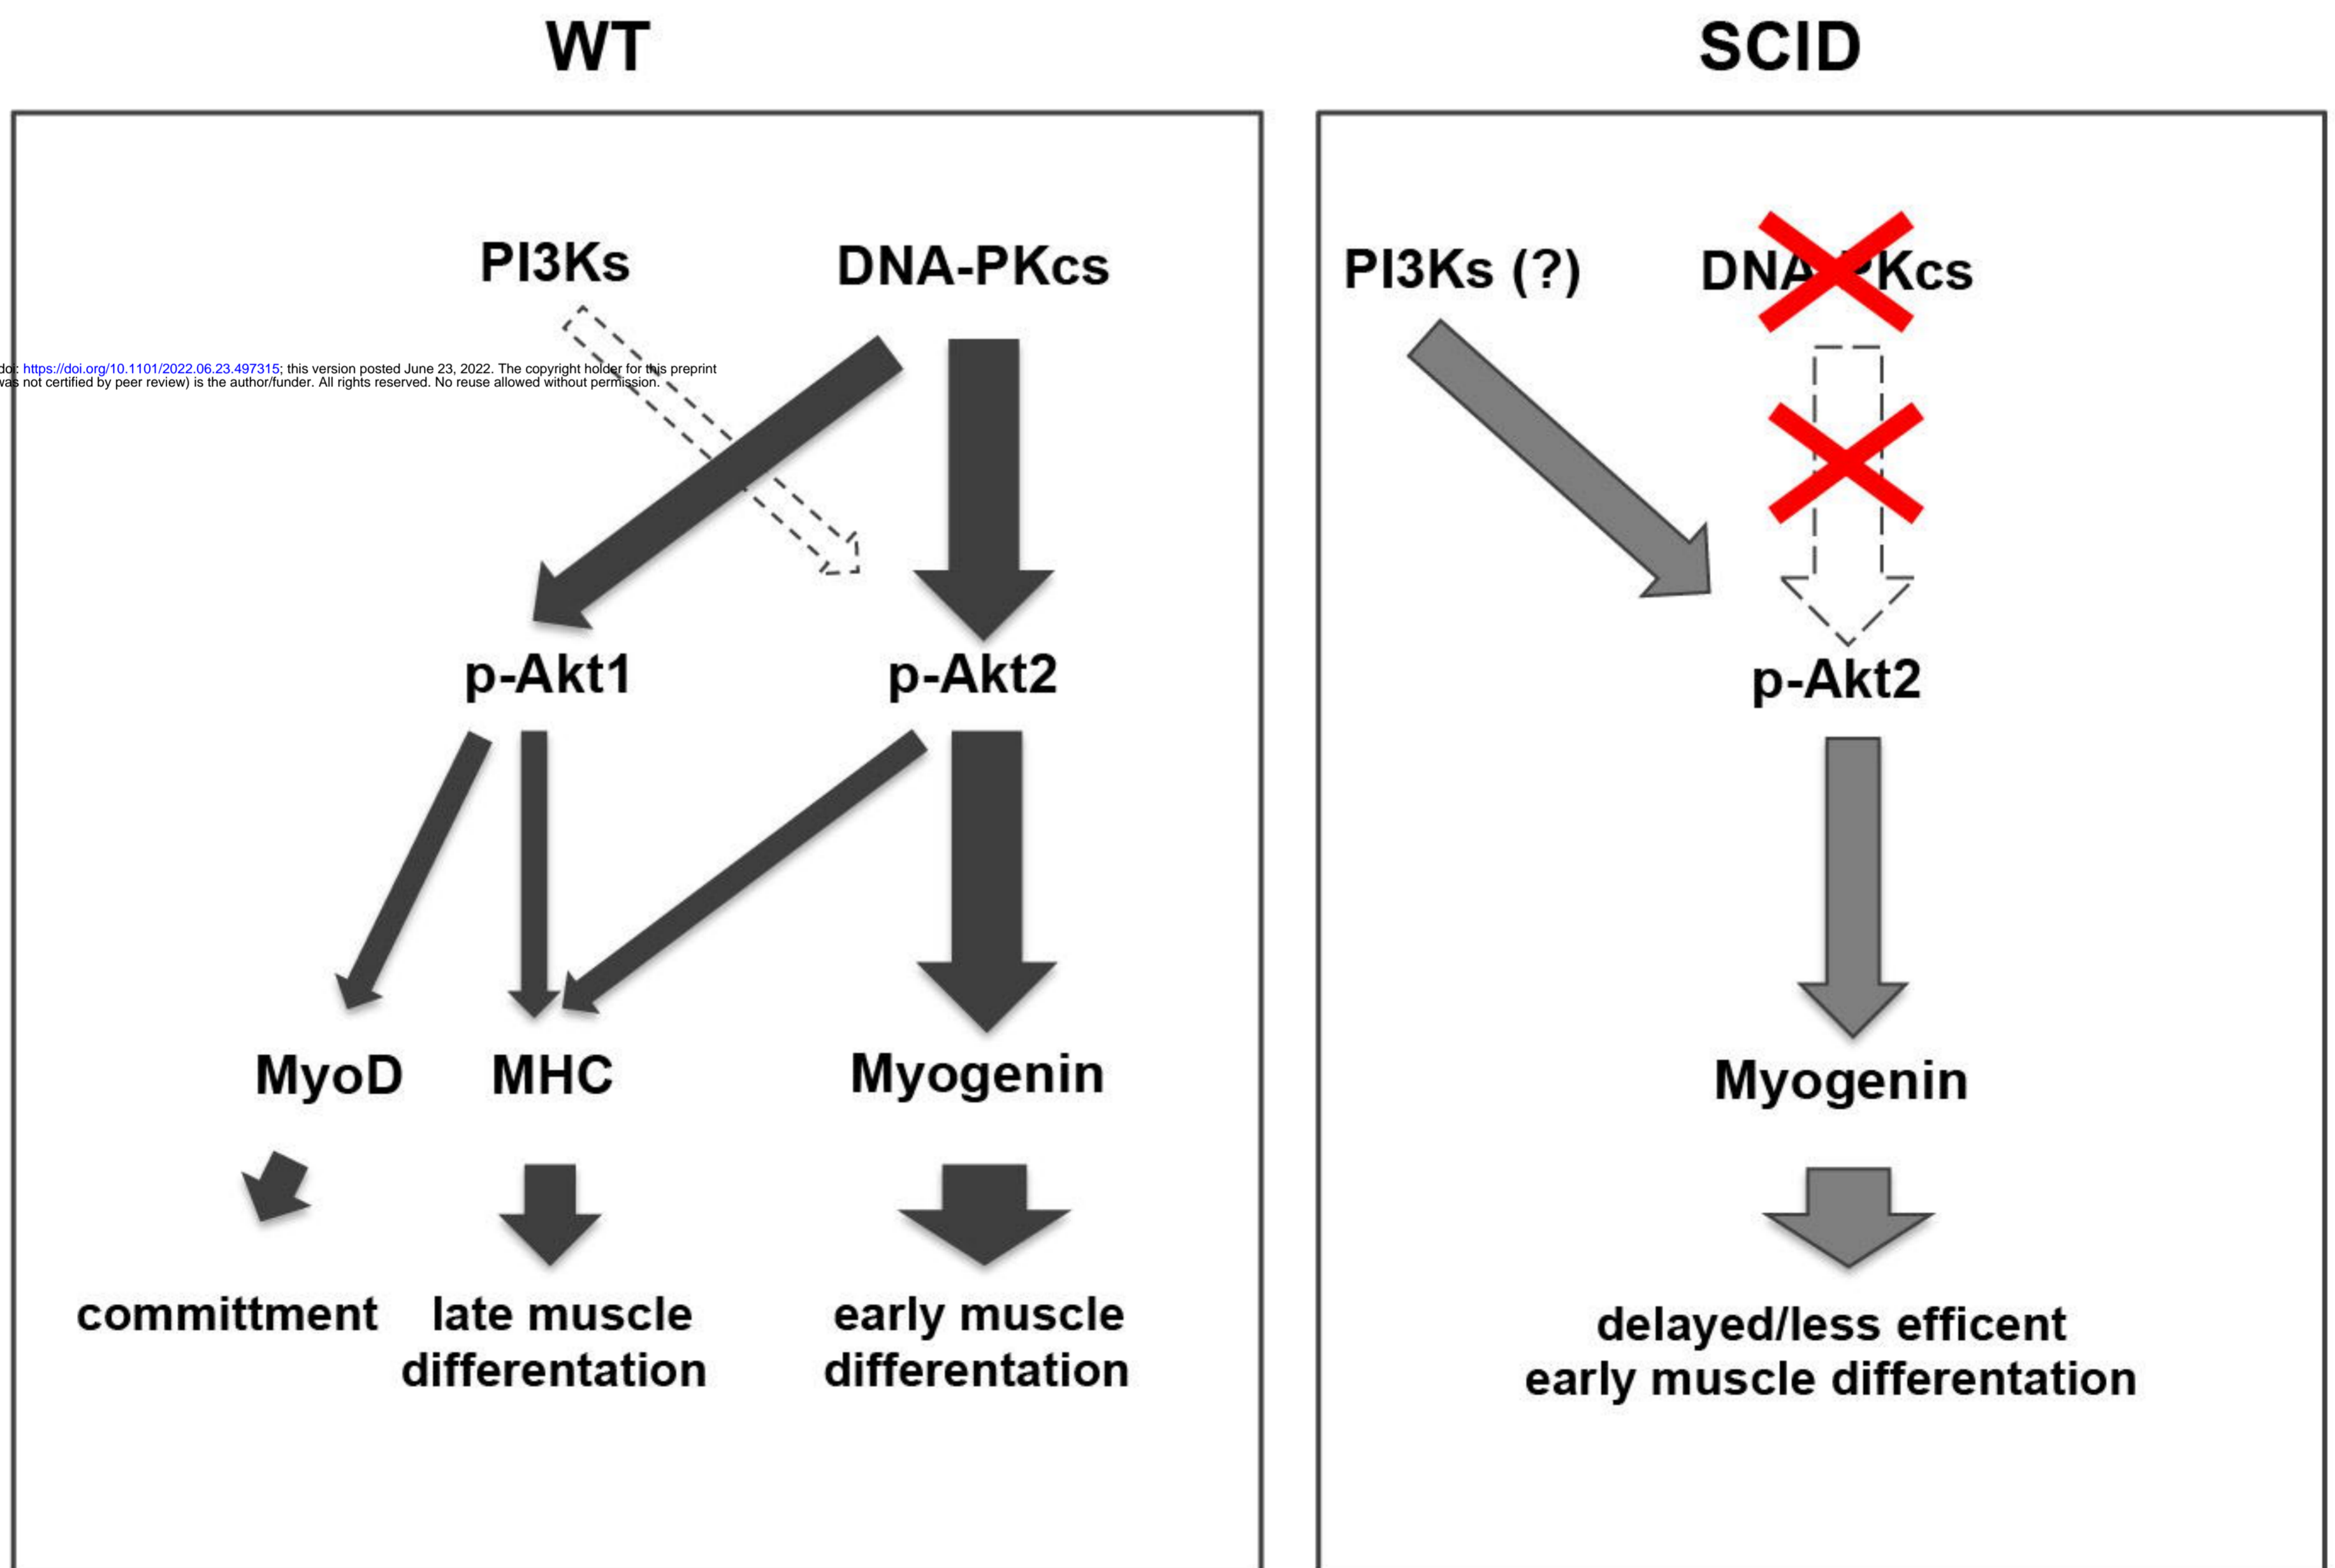 WT
SCID
PI3Ks
DNA-PKcs
PI3Ks (?)
DNA-PKcs
doi: https://doi.org/10.1101/2022.06.23.497315; this version posted June 23, 2022. The copyright holder for this preprint
was not certified by peer review) is the author/funder. All rights reserved. No reuse allowed without permission.
p-Akt1
p-Akt2
p-Akt2
MyoD
MHC
Myogenin
Myogenin
committment
late muscle
differentation
early muscle
differentation
delayed/less efficent
early muscle differentation